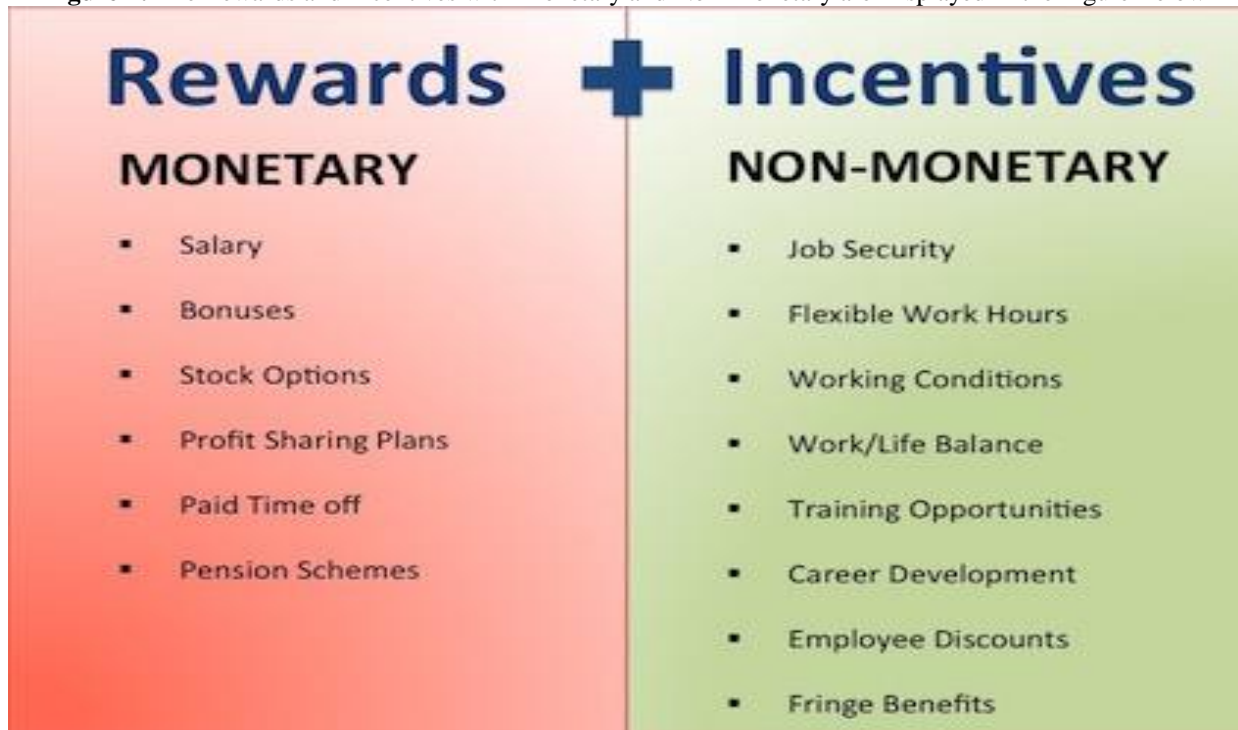 Rewards + Incentives
MONETARY
▪ Salary
▪ Bonuses
▪ Stock Options
▪ Profit Sharing Plans
▪ Paid Time off
▪ Pension Schemes
NON-MONETARY
▪ Job Security
▪ Flexible Work Hours
▪ Working Conditions
▪ Work/Life Balance
▪ Training Opportunities
▪ Career Development
▪ Employee Discounts
▪ Fringe Benefits